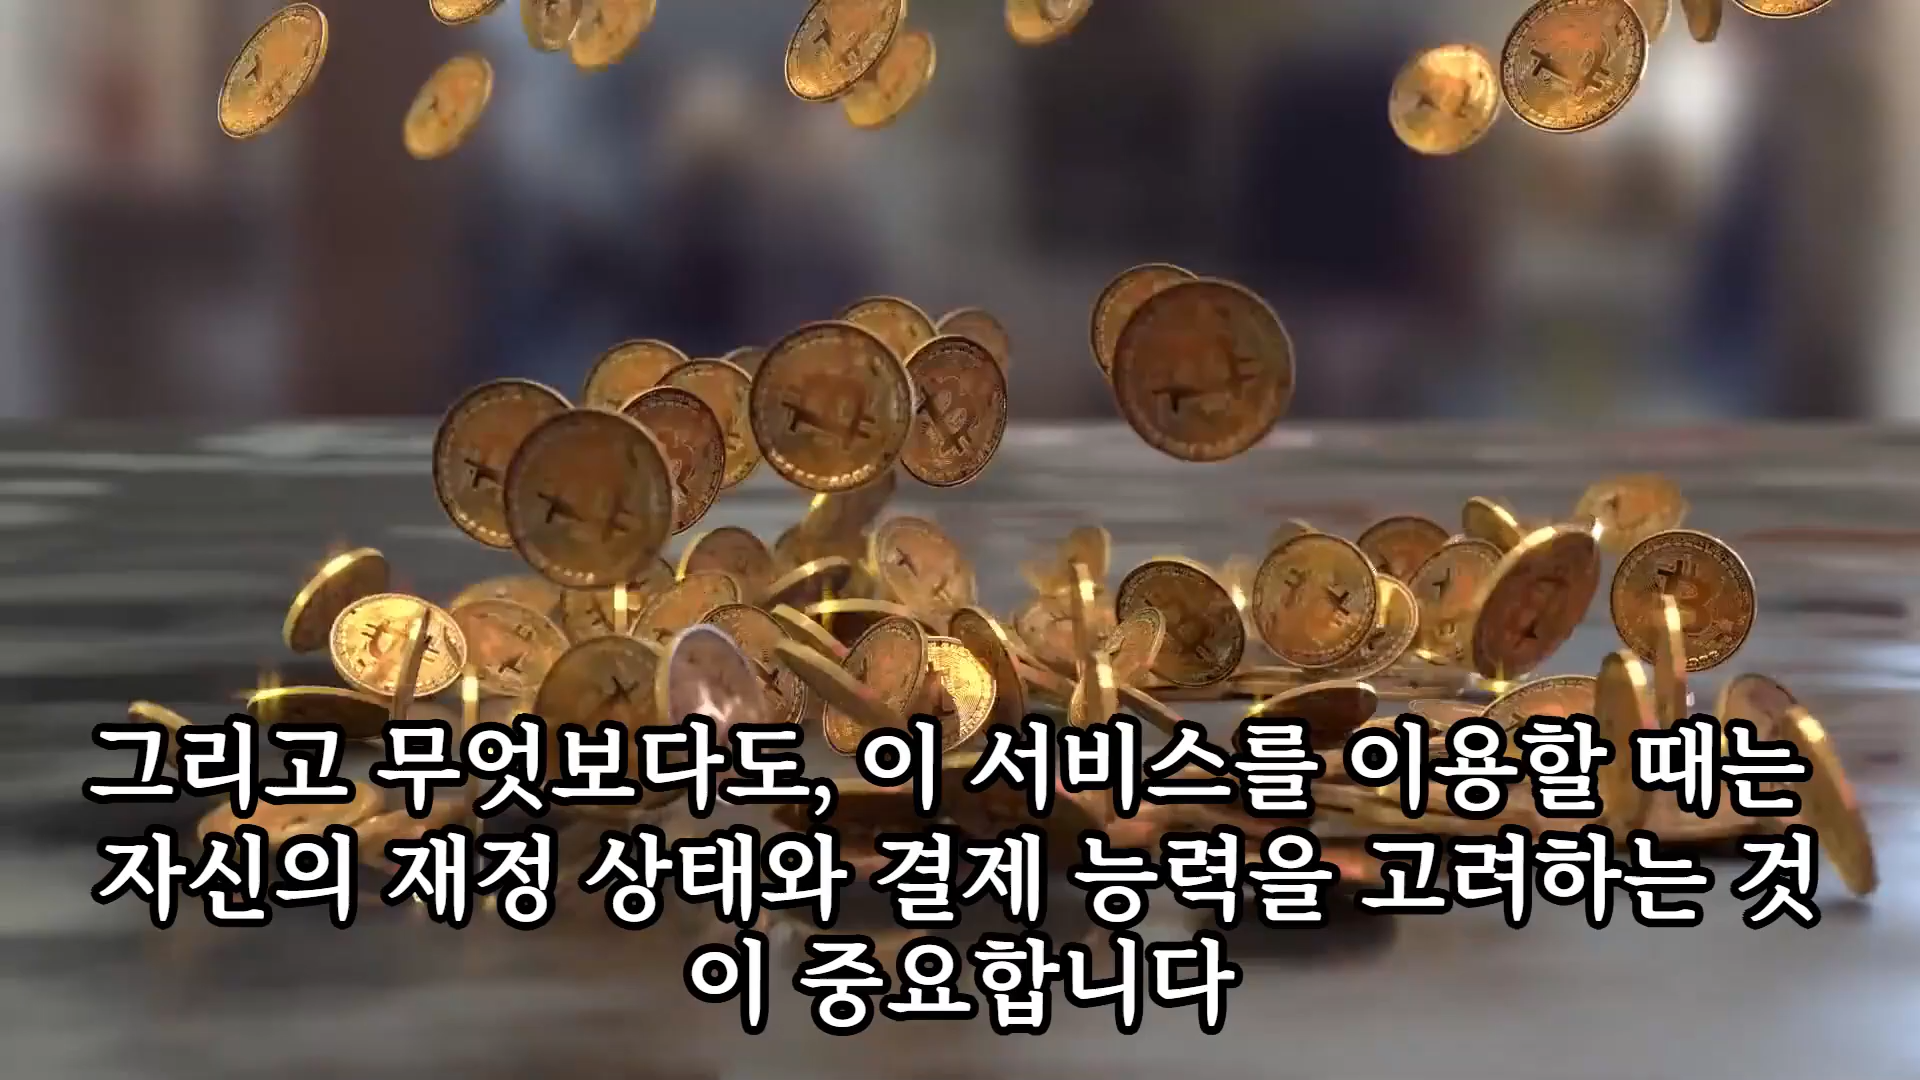 그리고 무엇보다도, 이 서비스를 이용할 때는
자신의 재정 상태와 결제 능력을 고려하는 것
이 중요합니다